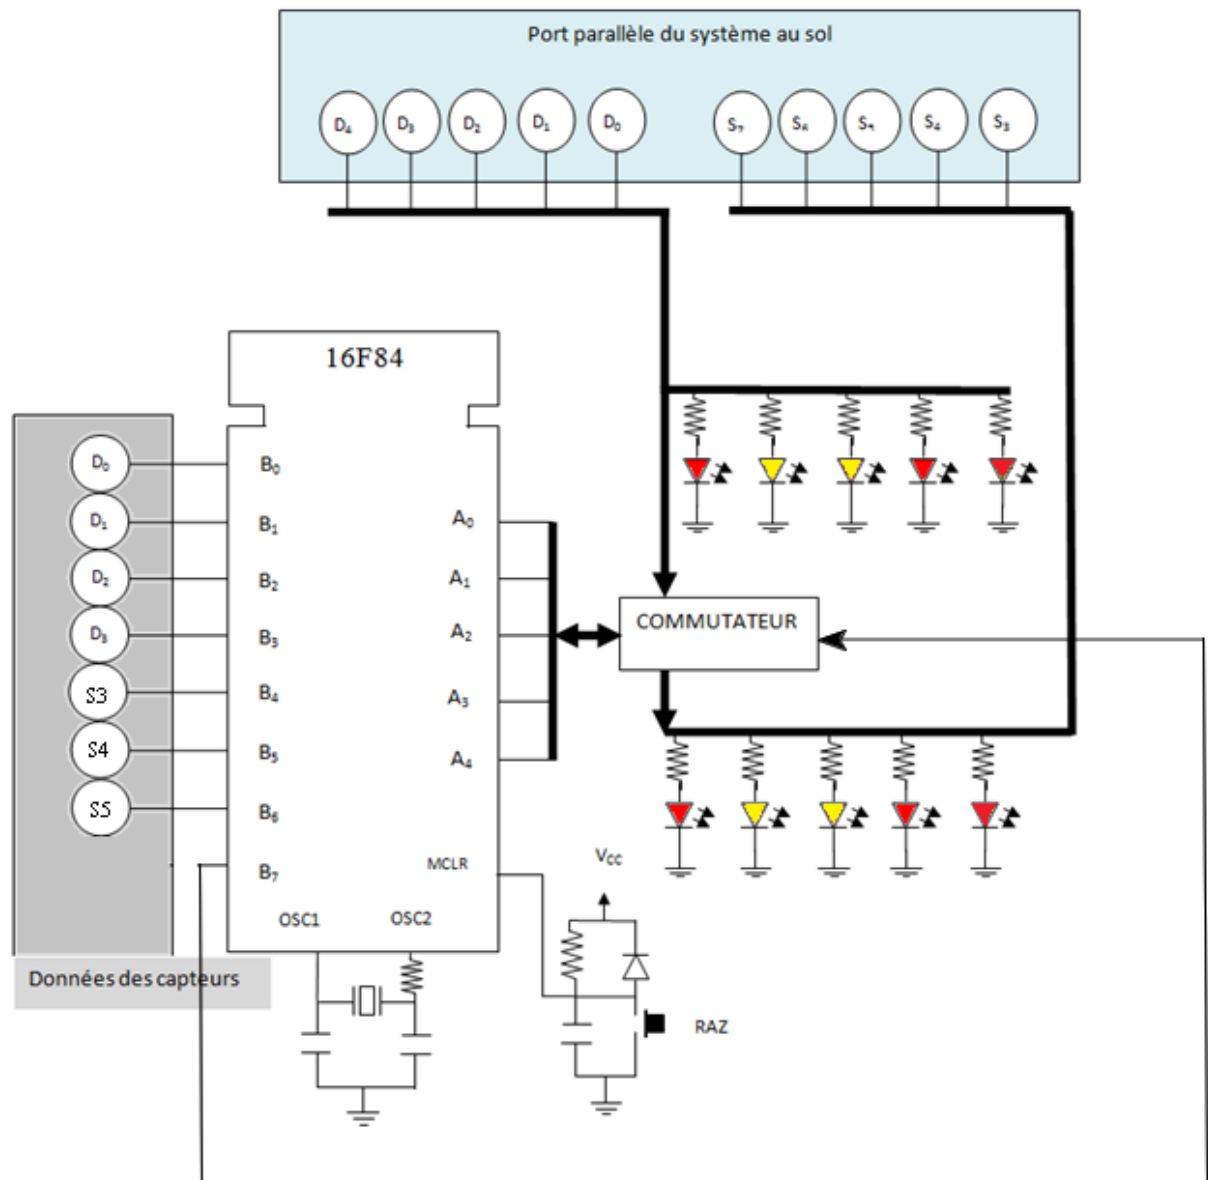 Port parallèle du système au sol
D4 D3 D2 D1 D0 S7 S6 S5 S4 S3
16F84
D0 B0
D1 B1 A0
D2 B2 A1
D3 B3 A2
S3 B4 A3
S4 B5 A4
S5 B6
B7 MCLR
OSC1 OSC2
COMMUTATEUR
VCC
RAZ
Données des capteurs